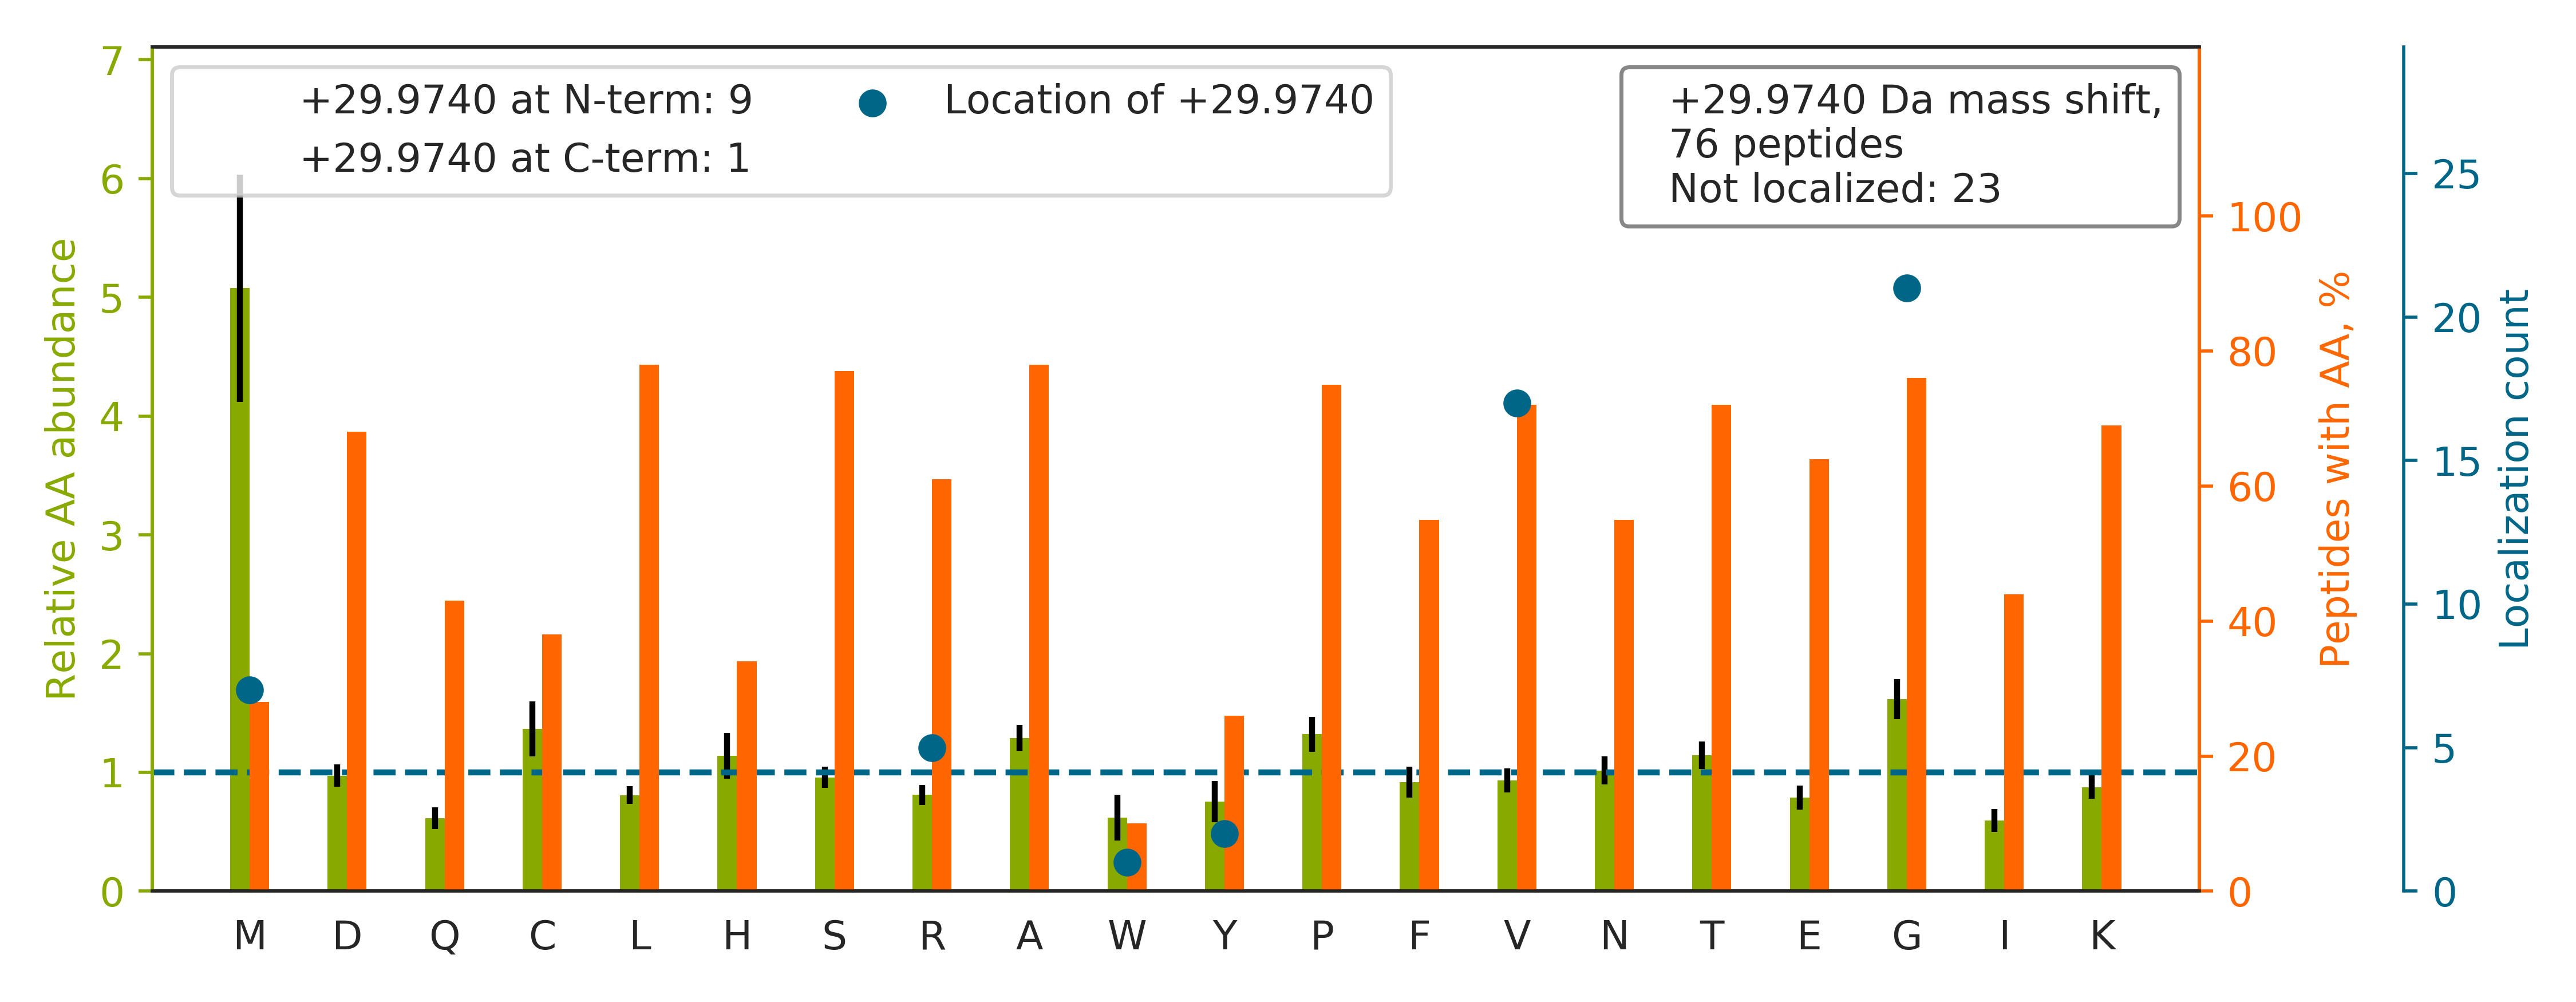 +29.9740 at N-term: 9
+29.9740 at C-term: 1
Location of +29.9740
+29.9740 Da mass shift,
76 peptides
Not localized: 23
Relative AA abundance
7
6
5
4
3
2
1
0
M D Q C L H S R A W Y P F V N T E G I K
100
80
60
40
20
0
Peptides with AA, %
25
20
15
10
5
0
Localization count